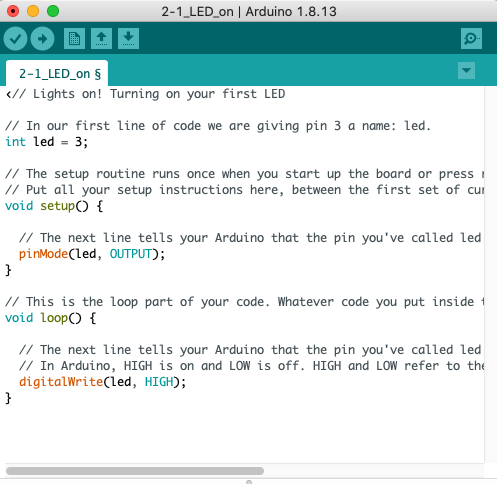 2-1_LED_on | Arduino 1.8.13
2-1_LED_on §
‹// Lights on! Turning on your first LED
// In our first line of code we are giving pin 3 a name: led.
int led = 3;
// The setup routine runs once when you start up the board or press
// Put all your setup instructions here, between the first set of
void setup() {
// The next line tells your Arduino that the pin you've called led
pinMode(led, OUTPUT);
}
// This is the loop part of your code. Whatever code you put inside
void loop() {
// The next line tells your Arduino that the pin you've called led
// In Arduino, HIGH is on and LOW is off. HIGH and LOW refer to the
digitalWrite(led, HIGH);
}